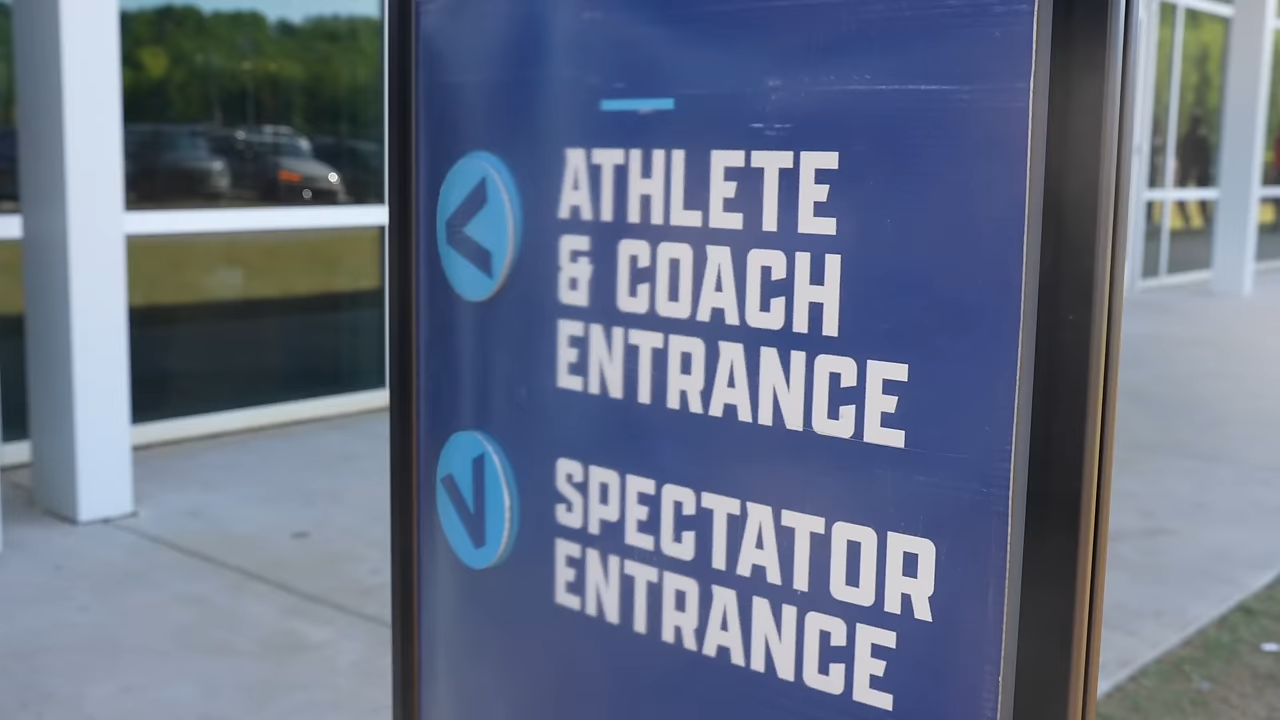 ATHLETE
& COACH
ENTRANCE
SPECTATOR
ENTRANCE